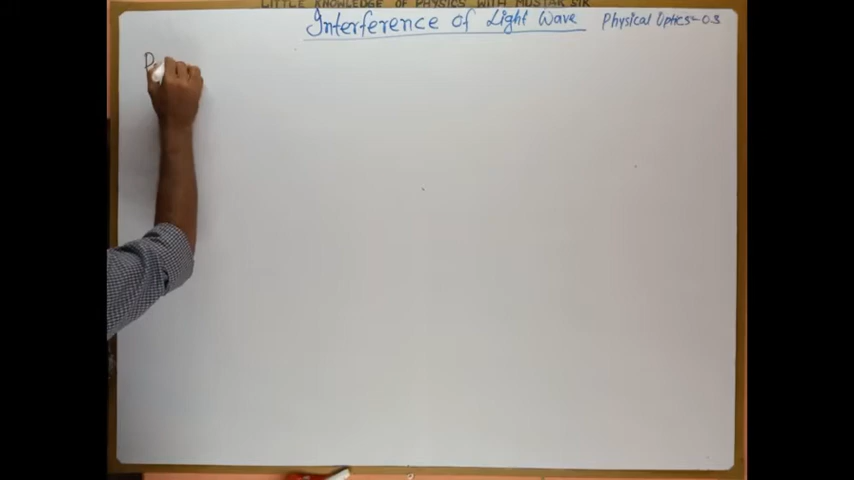 LITTLE KNOWLEDGE OF PHYSICS WITH MUSTAK SIR
Interference of Light Wave Physical Optics-03
D